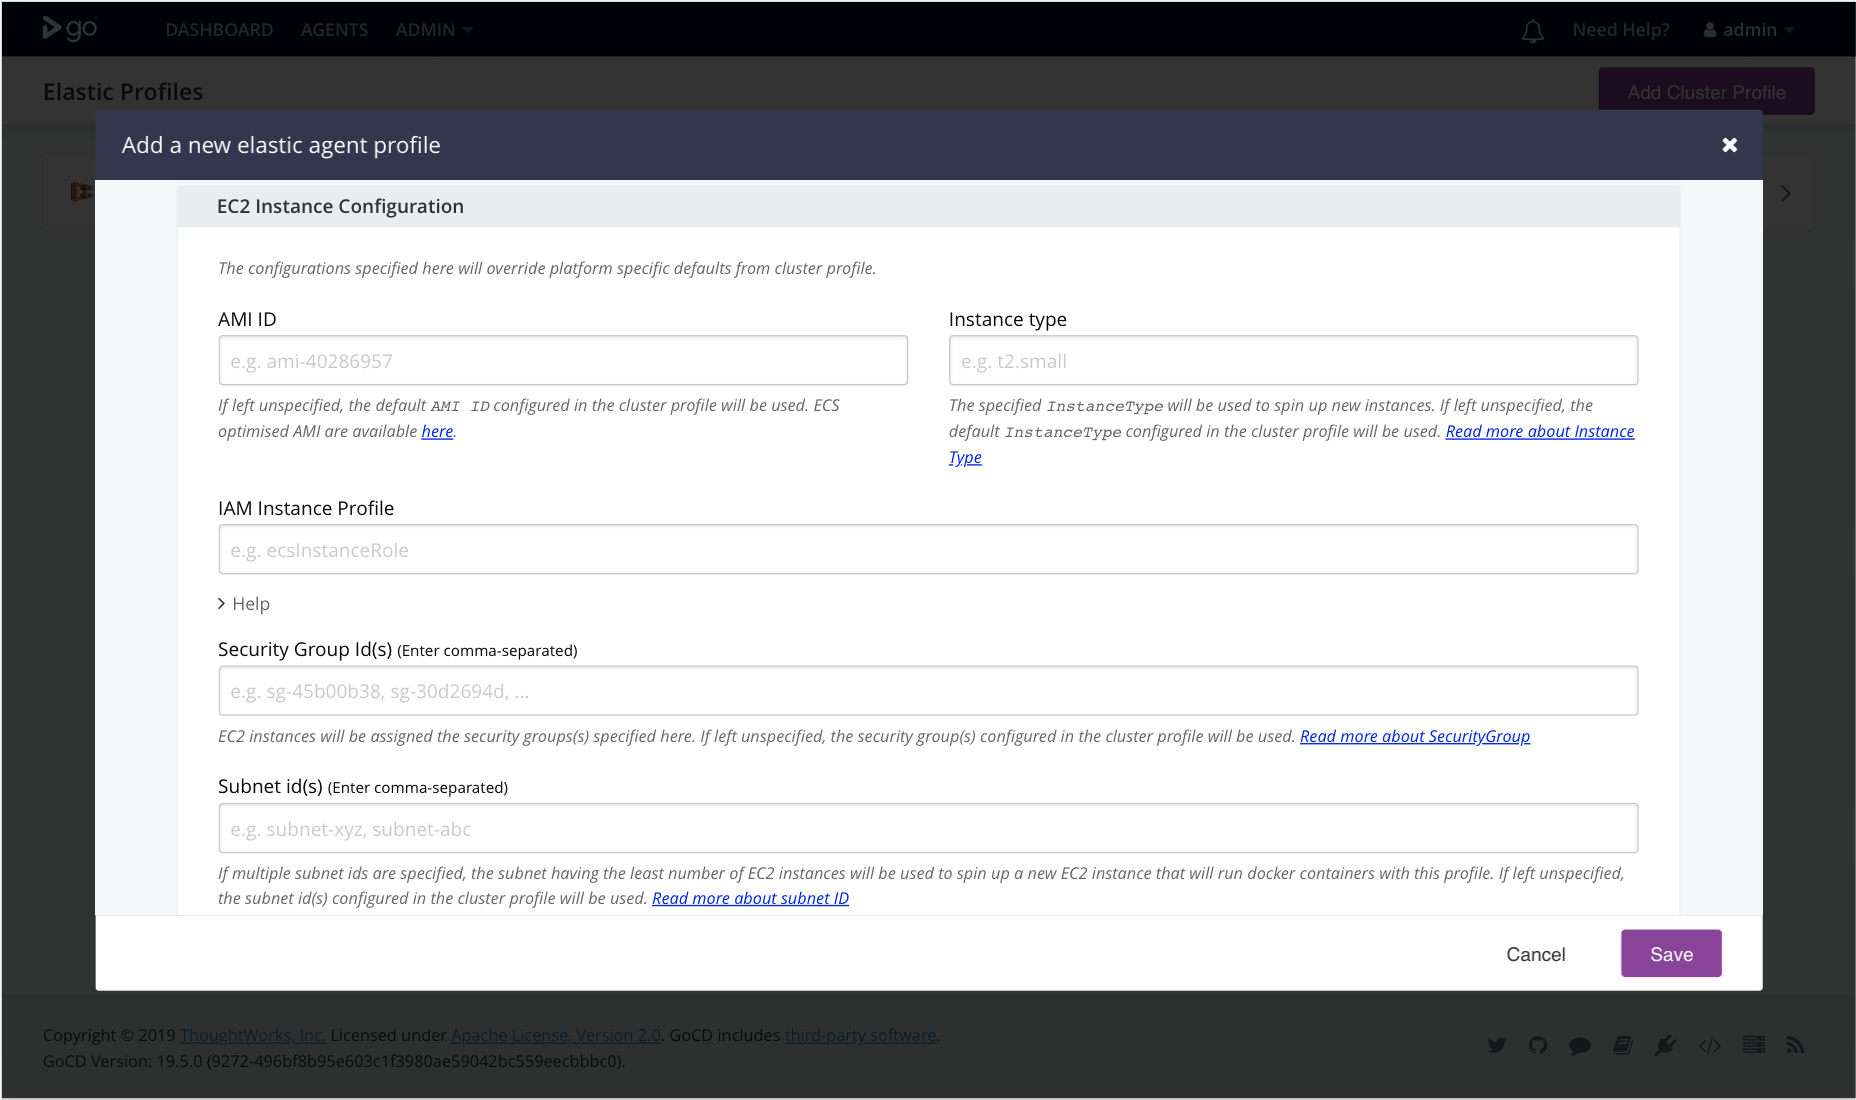 go
DASHBOARD AGENTS ADMIN
Need Help? admin
Elastic Profiles
Add Cluster Profile
Add a new elastic agent profile
EC2 Instance Configuration
The configurations specified here will override platform specific defaults from cluster profile.
AMI ID
e.g. ami-40286957
If left unspecified, the default AMI ID configured in the cluster profile will be used. ECS
optimised AMI are available here.
Instance type
e.g. t2.small
The specified InstanceType will be used to spin up new instances. If left unspecified, the
default InstanceType configured in the cluster profile will be used. Read more about Instance
Type
IAM Instance Profile
e.g. ecsInstanceRole
Help
Security Group Id(s) (Enter comma-separated)
e.g. sg-45b00b38, sg-30d2694d, ...
EC2 instances will be assigned the security groups(s) specified here. If left unspecified, the security group(s) configured in the cluster profile will be used. Read more about SecurityGroup
Subnet id(s) (Enter comma-separated)
e.g. subnet-xyz, subnet-abc
If multiple subnet ids are specified, the subnet having the least number of EC2 instances will be used to spin up a new EC2 instance that will run docker containers with this profile. If left unspecified,
the subnet id(s) configured in the cluster profile will be used. Read more about subnet ID
Cancel
Save
Copyright © 2019 ThoughtWorks, Inc. Licensed under Apache License, Version 2.0. GoCD includes third-party software.
GoCD Version: 19.5.0 (9272-496bf8b95e603c1f3980ae59042bc559eecbbbc0).